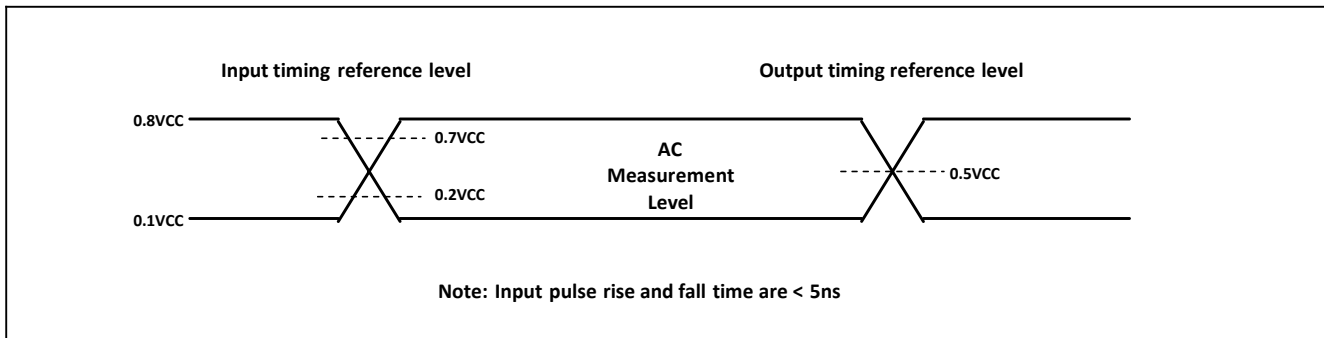 Input timing reference level
Output timing reference level
0.8VCC
0.7VCC
AC
Measurement
Level
0.5VCC
0.2VCC
0.1VCC
Note: Input pulse rise and fall time are < 5ns